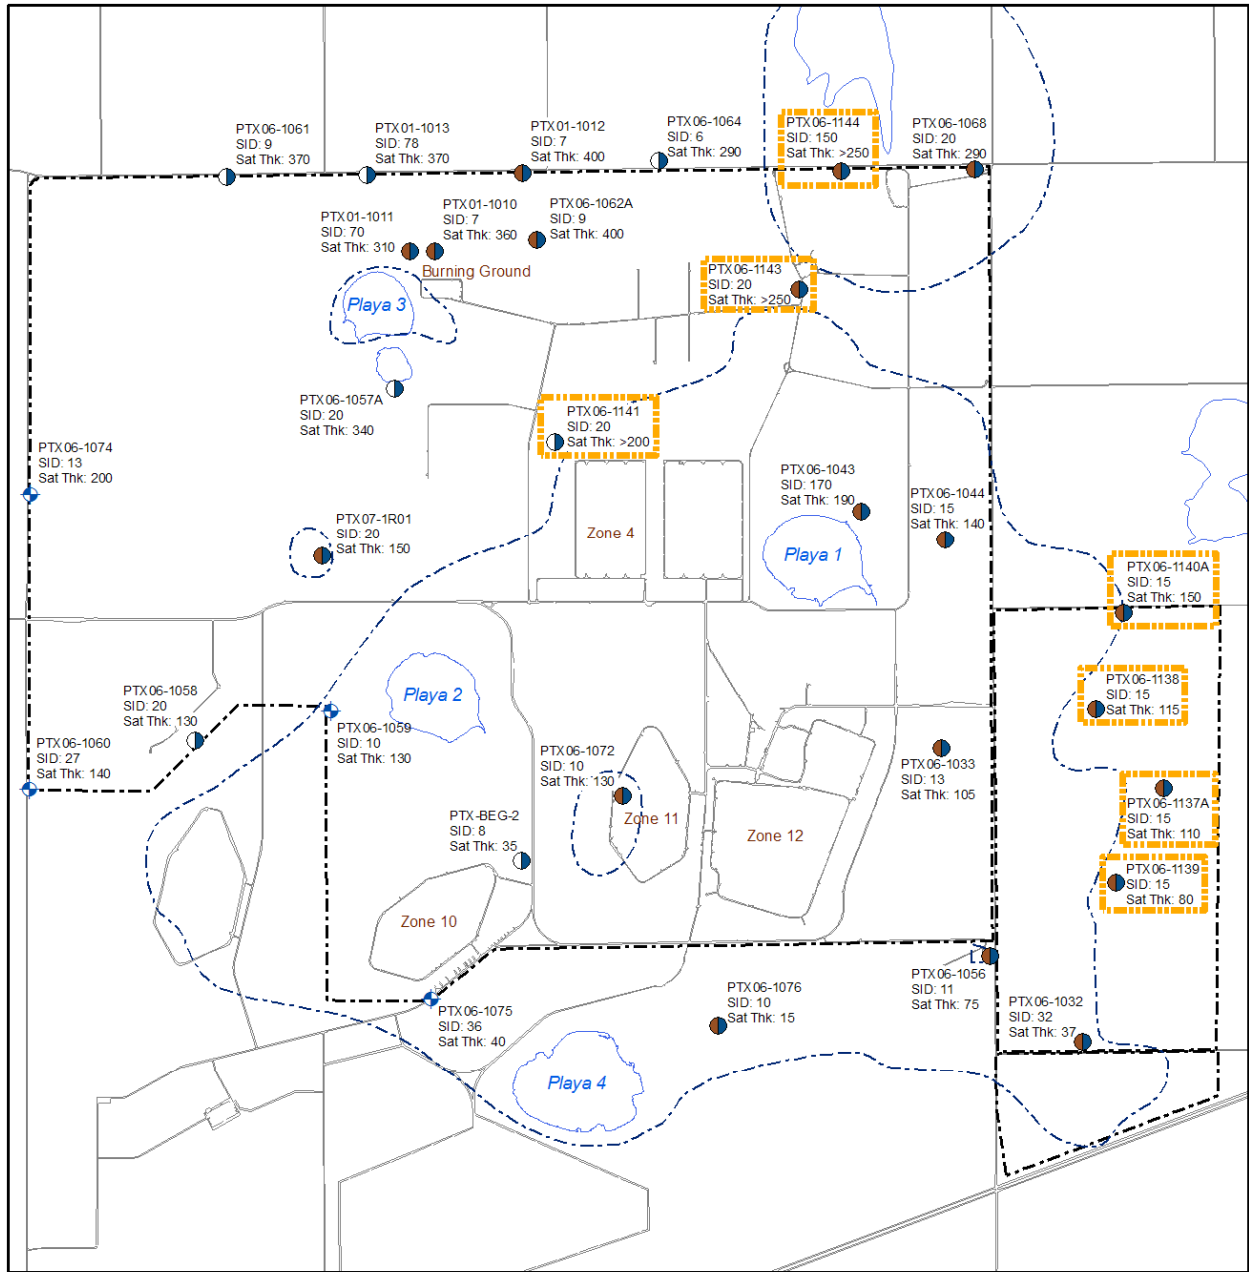 PTX06-1061
SID: 9
Sat Thk: 370
PTX01-1013
SID: 78
Sat Thk: 370
PTX01-1012
SID: 7
Sat Thk: 400
PTX06-1064
SID: 6
Sat Thk: 290
PTX06-1144
SID: 150
Sat Thk: >250
PTX06-1068
SID: 20
Sat Thk: 290
PTX01-1011
SID: 70
Sat Thk: 310
PTX01-1010
SID: 7
Sat Thk: 360
PTX06-1062A
SID: 9
Sat Thk: 400
Burning Ground
PTX06-1143
SID: 20
Sat Thk: >250
Playa 3
PTX06-1057A
SID: 20
Sat Thk: 340
PTX06-1141
SID: 20
Sat Thk: >200
PTX06-1074
SID: 13
Sat Thk: 200
PTX06-1043
SID: 170
Sat Thk: 190
PTX06-1044
SID: 15
Sat Thk: 140
PTX07-1R01
SID: 20
Sat Thk: 150
Zone 4
Playa 1
PTX06-1140A
SID: 15
Sat Thk: 150
PTX06-1058
SID: 20
Sat Thk: 130
Playa 2
PTX06-1138
SID: 15
Sat Thk: 115
PTX06-1060
SID: 27
Sat Thk: 140
PTX06-1059
SID: 10
Sat Thk: 130
PTX06-1072
SID: 10
Sat Thk: 130
PTX06-1033
SID: 13
Sat Thk: 105
PTX06-1137A
SID: 15
Sat Thk: 110
PTX-BEG-2
SID: 8
Sat Thk: 35
Zone 11
Zone 12
PTX06-1139
SID: 15
Sat Thk: 80
Zone 10
PTX06-1056
SID: 11
Sat Thk: 75
PTX06-1075
SID: 36
Sat Thk: 40
PTX06-1076
SID: 10
Sat Thk: 15
PTX06-1032
SID: 32
Sat Thk: 37
Playa 4